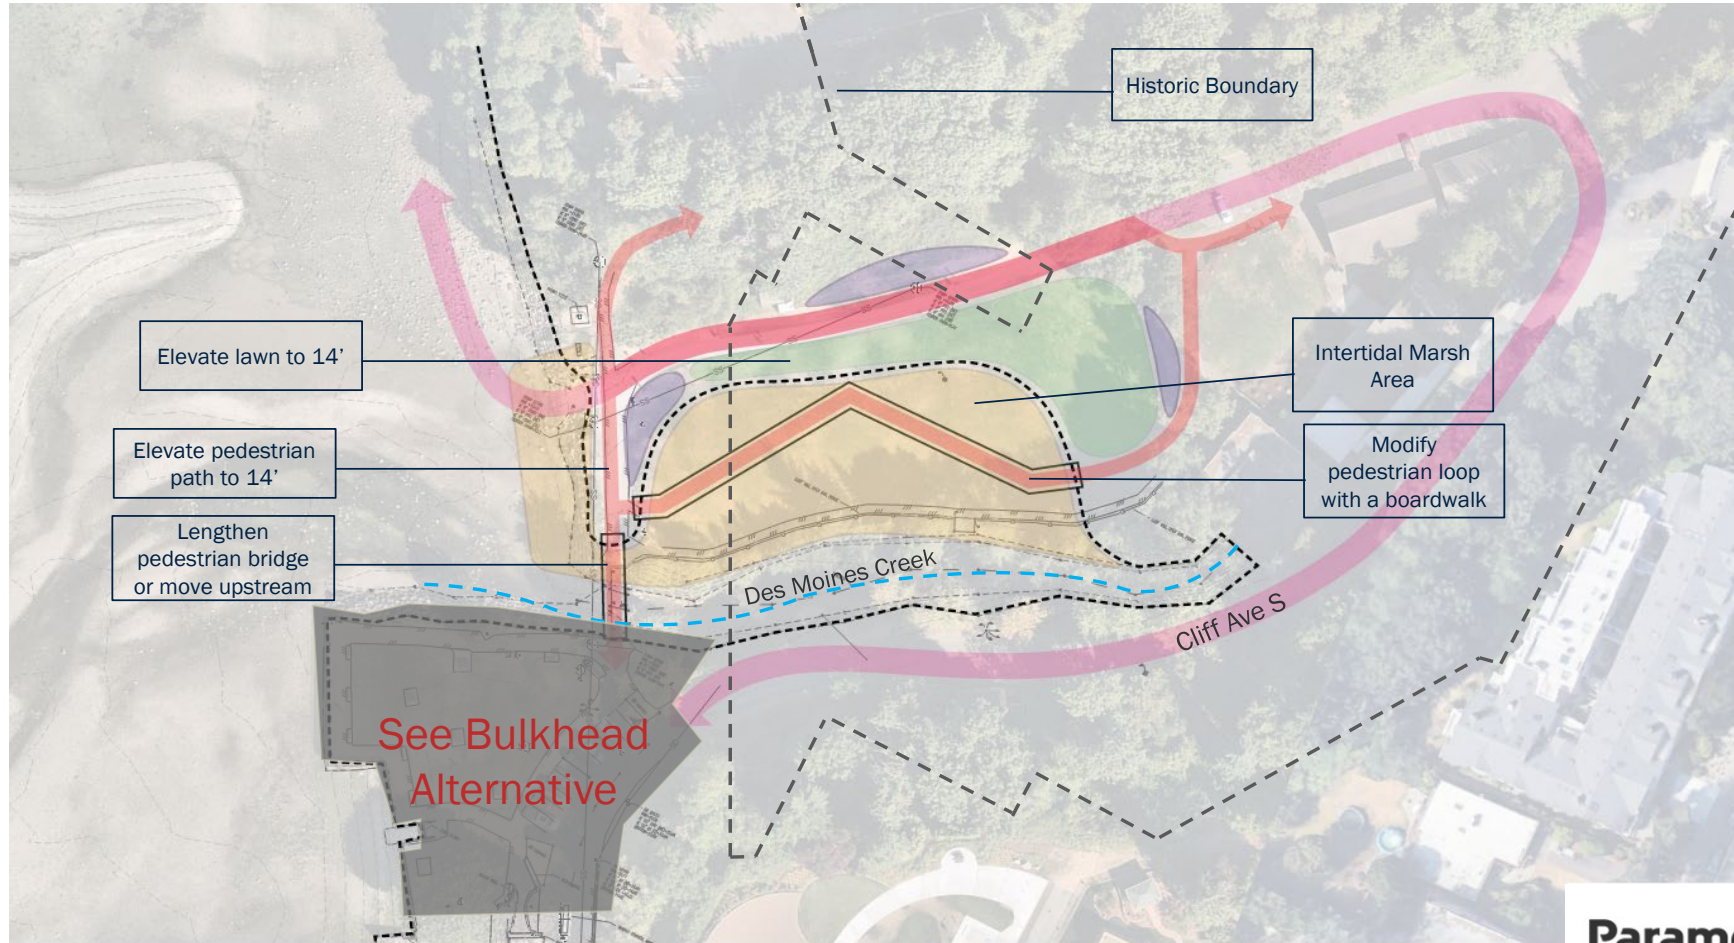 Historic Boundary
Elevate lawn to 14’
Intertidal Marsh
Area
Elevate pedestrian
path to 14’
Modify
pedestrian loop
with a boardwalk
Lengthen
pedestrian bridge
or move upstream
Des Moines Creek
Cliff Ave S
See Bulkhead
Alternative